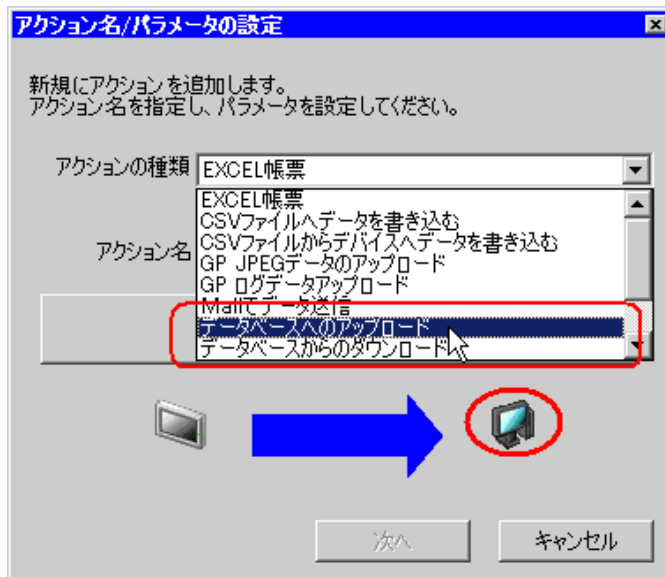 アクション名/パラメータの設定
新規にアクションを追加します。
アクション名を指定し、パラメータを設定してください。
アクションの種類
EXCEL帳票
EXCEL帳票
CSVファイルへデータを書き込む
CSVファイルからデバイスへデータを書き込む
アクション名
GP JPEGデータのアップロード
GP ログデータアップロード
Mailでデータ送信
データベースへのアップロード
データベースからのダウンロード
次へ
キャンセル